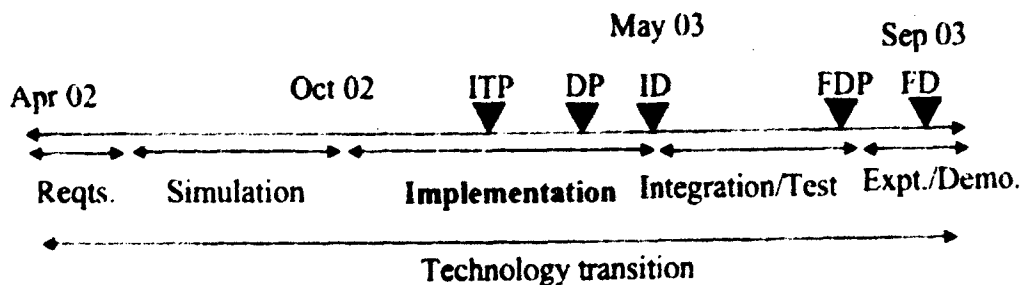 May 03
Sep 03
Apr 02
Oct 02
ITP
DP
ID
FDP
FD
Reqts.
Simulation
Implementation
Integration/Test
Expt./Demo.
Technology transition